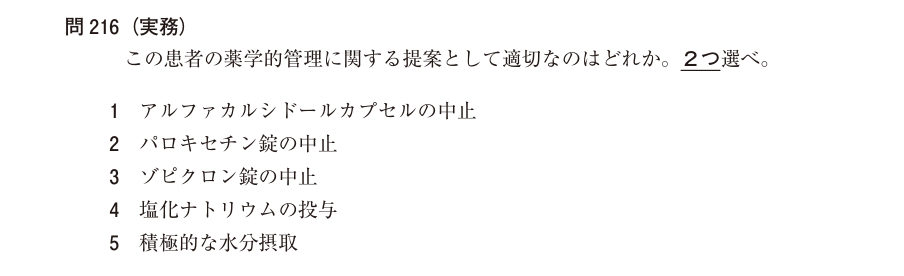 問 216（実務）
この患者の薬学的管理に関する提案として適切なのはどれか。２つ選べ。
1 アルファカルシドールカプセルの中止
2 パロキセチン錠の中止
3 ゾピクロン錠の中止
4 塩化ナトリウムの投与
5 積極的な水分摂取